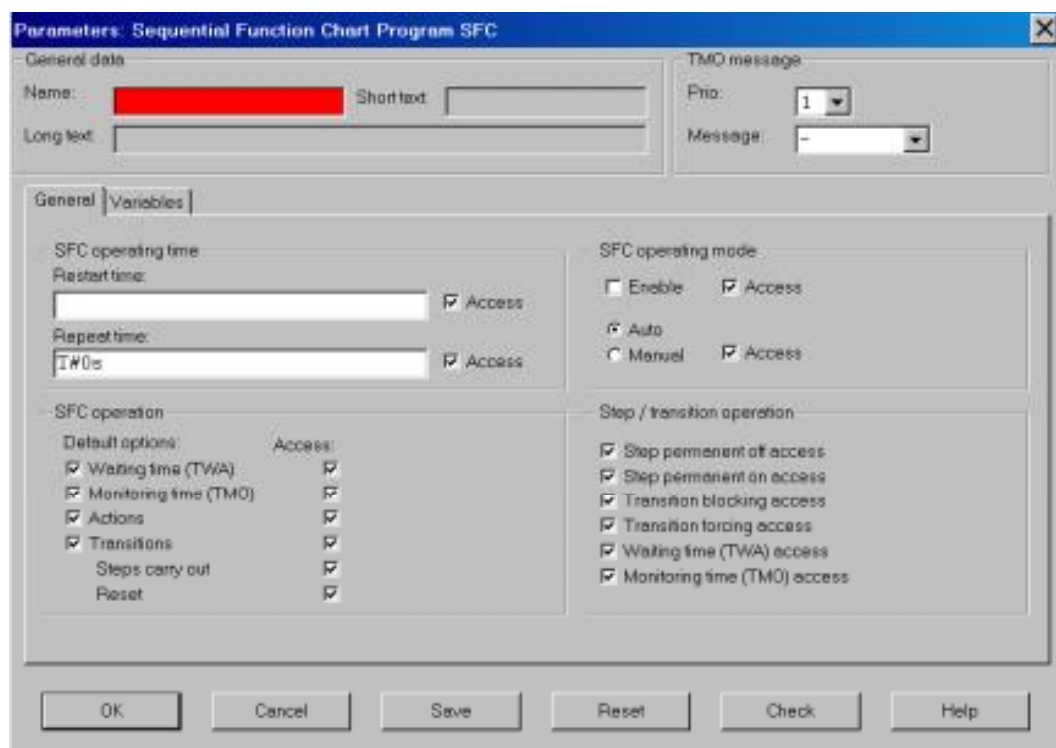 Parameters: Sequential Function Chart Program SFC
General data
TMO message
Name:
Short text:
Prio:
1
Long text:
Message:
-
General
Variables
SFC operating time
SFC operating mode
Restart time:
Enable
Access
Access
Auto
Repeat time:
Manual
Access
T#0s
Access
SFC operation
Step / transition operation
Default options:
Access:
Step permanent off access
Waiting time (TWA)
Step permanent on access
Monitoring time (TMO)
Transition blocking access
Actions
Transition forcing access
Transitions
Waiting time (TWA) access
Steps carry out
Monitoring time (TMO) access
Reset
OK
Cancel
Save
Reset
Check
Help